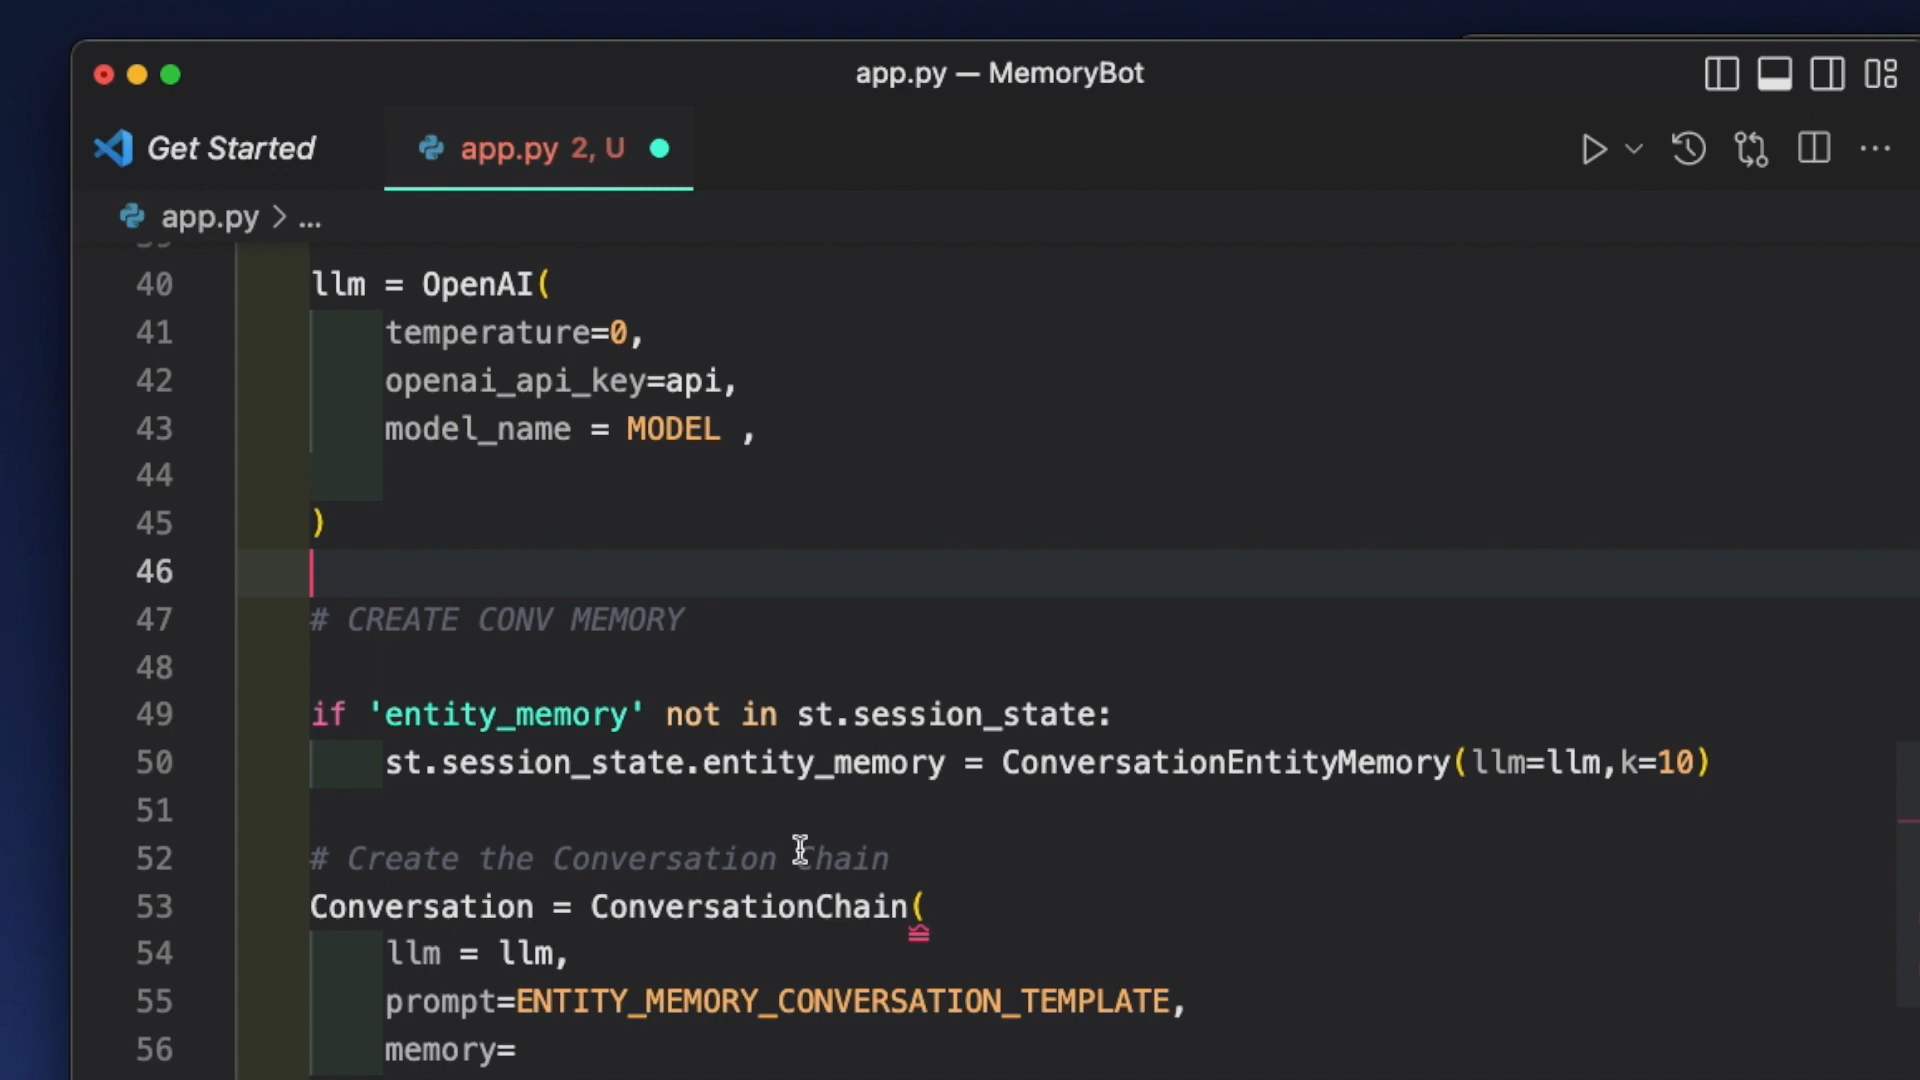 app.py — MemoryBot
Get Started
app.py 2, U
app.py > ...
40 llm = OpenAI(
41 temperature=0,
42 openai_api_key=api,
43 model_name = MODEL ,
44
45 )
46
47 # CREATE CONV MEMORY
48
49 if 'entity_memory' not in st.session_state:
50 st.session_state.entity_memory = ConversationEntityMemory(llm=llm,k=10)
51
52 # Create the Conversation Chain
53 Conversation = ConversationChain(
54 llm = llm,
55 prompt=ENTITY_MEMORY_CONVERSATION_TEMPLATE,
56 memory=